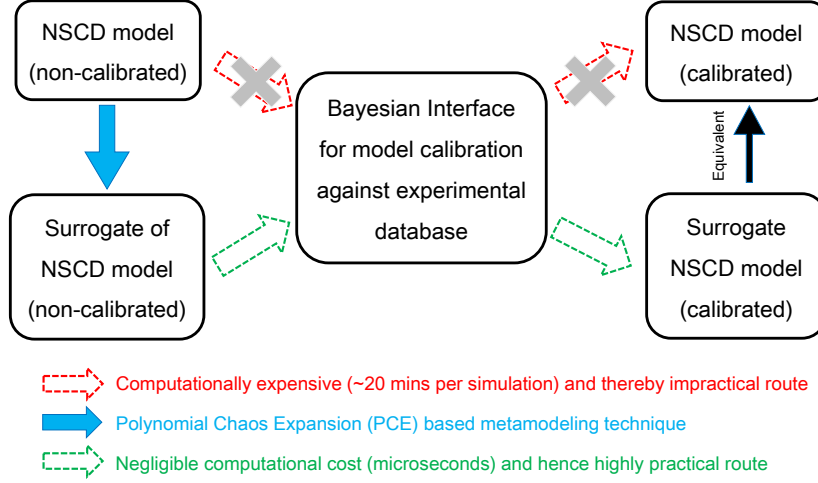 NSCD model
(non-calibrated)
NSCD model
(calibrated)
Bayesian Interface
for model calibration
against experimental
database
Equivalent
Surrogate of
NSCD model
(non-calibrated)
Surrogate
NSCD model
(calibrated)
Computationally expensive (~20 mins per simulation) and thereby impractical route
Polynomial Chaos Expansion (PCE) based metamodeling technique
Negligible computational cost (microseconds) and hence highly practical route